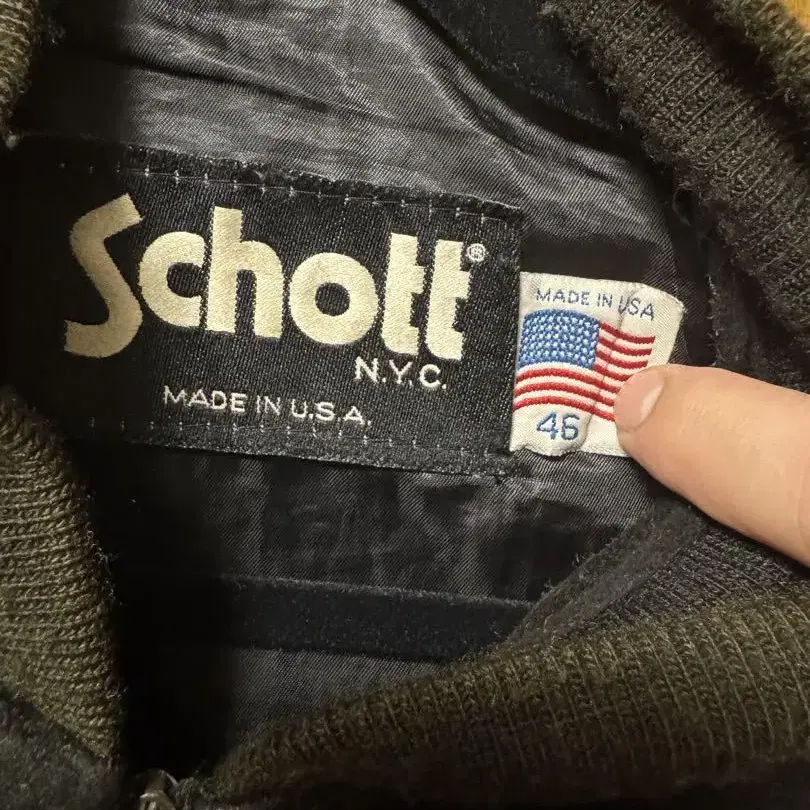 Schott®
N.Y.C.
MADE IN U.S.A.
MADE IN USA
46